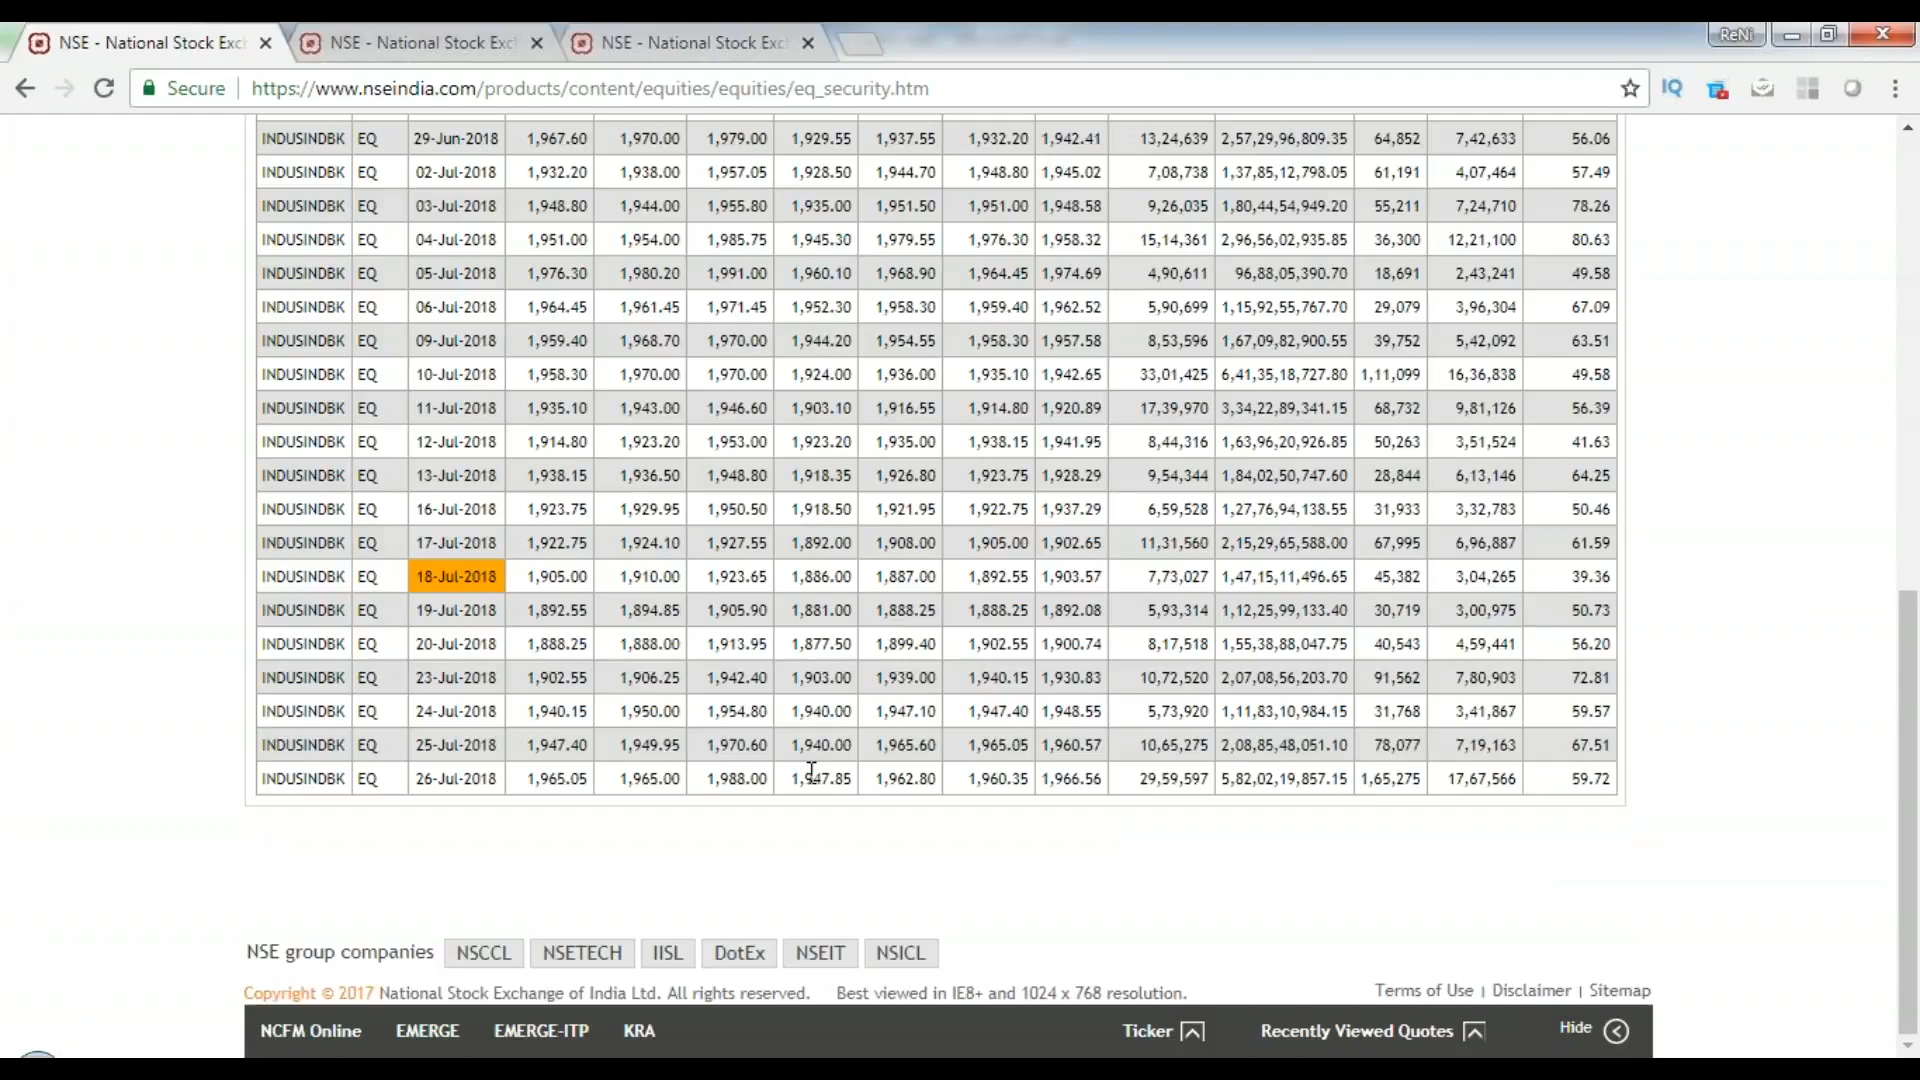 NSE - National Stock Exc NSE - National Stock Exc NSE - National Stock Exc ReNi
Secure https://www.nseindia.com/products/content/equities/equities/eq_security.htm IQ
INDUSINDBK EQ 29-Jun-2018 1,967.60 1,970.00 1,979.00 1,929.55 1,937.55 1,932.20 1,942.41 13,24,639 2,57,29,96,809.35 64,852 7,42,633 56.06
INDUSINDBK EQ 02-Jul-2018 1,932.20 1,938.00 1,957.05 1,928.50 1,944.70 1,948.80 1,945.02 7,08,738 1,37,85,12,798.05 61,191 4,07,464 57.49
INDUSINDBK EQ 03-Jul-2018 1,948.80 1,944.00 1,955.80 1,935.00 1,951.50 1,951.00 1,948.58 9,26,035 1,80,44,54,949.20 55,211 7,24,710 78.26
INDUSINDBK EQ 04-Jul-2018 1,951.00 1,954.00 1,985.75 1,945.30 1,979.55 1,976.30 1,958.32 15,14,361 2,96,56,02,935.85 36,300 12,21,100 80.63
INDUSINDBK EQ 05-Jul-2018 1,976.30 1,980.20 1,991.00 1,960.10 1,968.90 1,964.45 1,974.69 4,90,611 96,88,05,390.70 18,691 2,43,241 49.58
INDUSINDBK EQ 06-Jul-2018 1,964.45 1,961.45 1,971.45 1,952.30 1,958.30 1,959.40 1,962.52 5,90,699 1,15,92,55,767.70 29,079 3,96,304 67.09
INDUSINDBK EQ 09-Jul-2018 1,959.40 1,968.70 1,970.00 1,944.20 1,954.55 1,958.30 1,957.58 8,53,596 1,67,09,82,900.55 39,752 5,42,092 63.51
INDUSINDBK EQ 10-Jul-2018 1,958.30 1,970.00 1,970.00 1,924.00 1,936.00 1,935.10 1,942.65 33,01,425 6,41,35,18,727.80 1,11,099 16,36,838 49.58
INDUSINDBK EQ 11-Jul-2018 1,935.10 1,943.00 1,946.60 1,903.10 1,916.55 1,914.80 1,920.89 17,39,970 3,34,22,89,341.15 68,732 9,81,126 56.39
INDUSINDBK EQ 12-Jul-2018 1,914.80 1,923.20 1,953.00 1,923.20 1,935.00 1,938.15 1,941.95 8,44,316 1,63,96,20,926.85 50,263 3,51,524 41.63
INDUSINDBK EQ 13-Jul-2018 1,938.15 1,936.50 1,948.80 1,918.35 1,926.80 1,923.75 1,928.29 9,54,344 1,84,02,50,747.60 28,844 6,13,146 64.25
INDUSINDBK EQ 16-Jul-2018 1,923.75 1,929.95 1,950.50 1,918.50 1,921.95 1,922.75 1,937.29 6,59,528 1,27,76,94,138.55 31,933 3,32,783 50.46
INDUSINDBK EQ 17-Jul-2018 1,922.75 1,924.10 1,927.55 1,892.00 1,908.00 1,905.00 1,902.65 11,31,560 2,15,29,65,588.00 67,995 6,96,887 61.59
INDUSINDBK EQ 18-Jul-2018 1,905.00 1,910.00 1,923.65 1,886.00 1,887.00 1,892.55 1,903.57 7,73,027 1,47,15,11,496.65 45,382 3,04,265 39.36
INDUSINDBK EQ 19-Jul-2018 1,892.55 1,894.85 1,905.90 1,881.00 1,888.25 1,888.25 1,892.08 5,93,314 1,12,25,99,133.40 30,719 3,00,975 50.73
INDUSINDBK EQ 20-Jul-2018 1,888.25 1,888.00 1,913.95 1,877.50 1,899.40 1,902.55 1,900.74 8,17,518 1,55,38,88,047.75 40,543 4,59,441 56.20
INDUSINDBK EQ 23-Jul-2018 1,902.55 1,906.25 1,942.40 1,903.00 1,939.00 1,940.15 1,930.83 10,72,520 2,07,08,56,203.70 91,562 7,80,903 72.81
INDUSINDBK EQ 24-Jul-2018 1,940.15 1,950.00 1,954.80 1,940.00 1,947.10 1,947.40 1,948.55 5,73,920 1,11,83,10,984.15 31,768 3,41,867 59.57
INDUSINDBK EQ 25-Jul-2018 1,947.40 1,949.95 1,970.60 1,940.00 1,965.60 1,965.05 1,960.57 10,65,275 2,08,85,48,051.10 78,077 7,19,163 67.51
INDUSINDBK EQ 26-Jul-2018 1,965.05 1,965.00 1,988.00 1,947.85 1,962.80 1,960.35 1,966.56 29,59,597 5,82,02,19,857.15 1,65,275 17,67,566 59.72
NSE group companies NSCCL NSETECH IISL DotEx NSEIT NSICL
Copyright © 2017 National Stock Exchange of India Ltd. All rights reserved. Best viewed in IE8+ and 1024 x 768 resolution. Terms of Use | Disclaimer | Sitemap
NCFM Online EMERGE EMERGE-ITP KRA Ticker Recently Viewed Quotes Hide